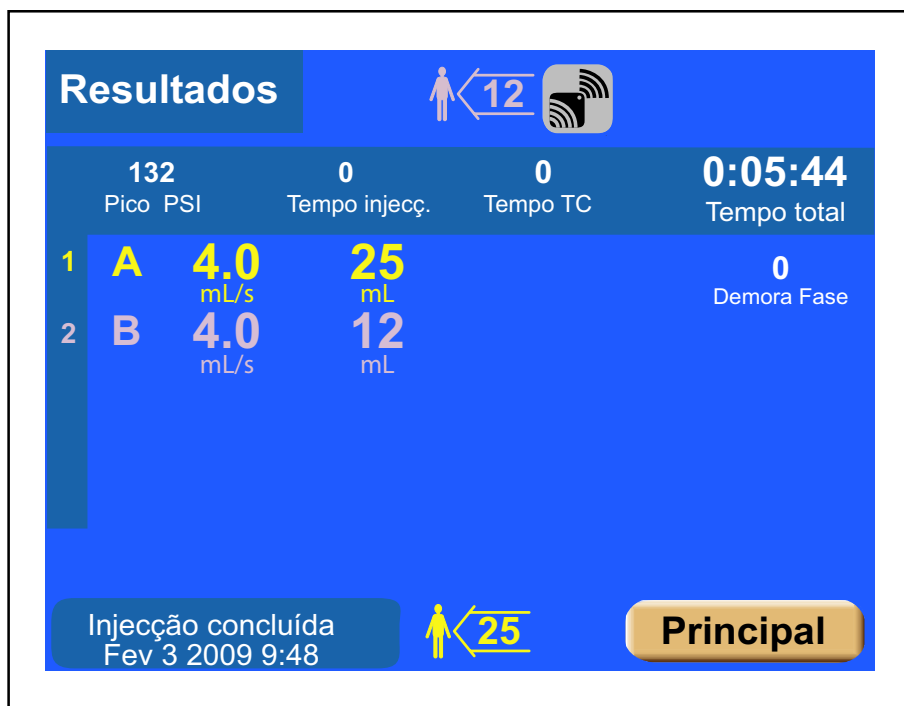 Resultados
12
132 0 0 0:05:44
Pico PSI Tempo injecç. Tempo TC Tempo total
1 A 4.0 25 0
mL/s mL Demora Fase
2 B 4.0 12
mL/s mL
Injecção concluída
Fev 3 2009 9:48
25
Principal